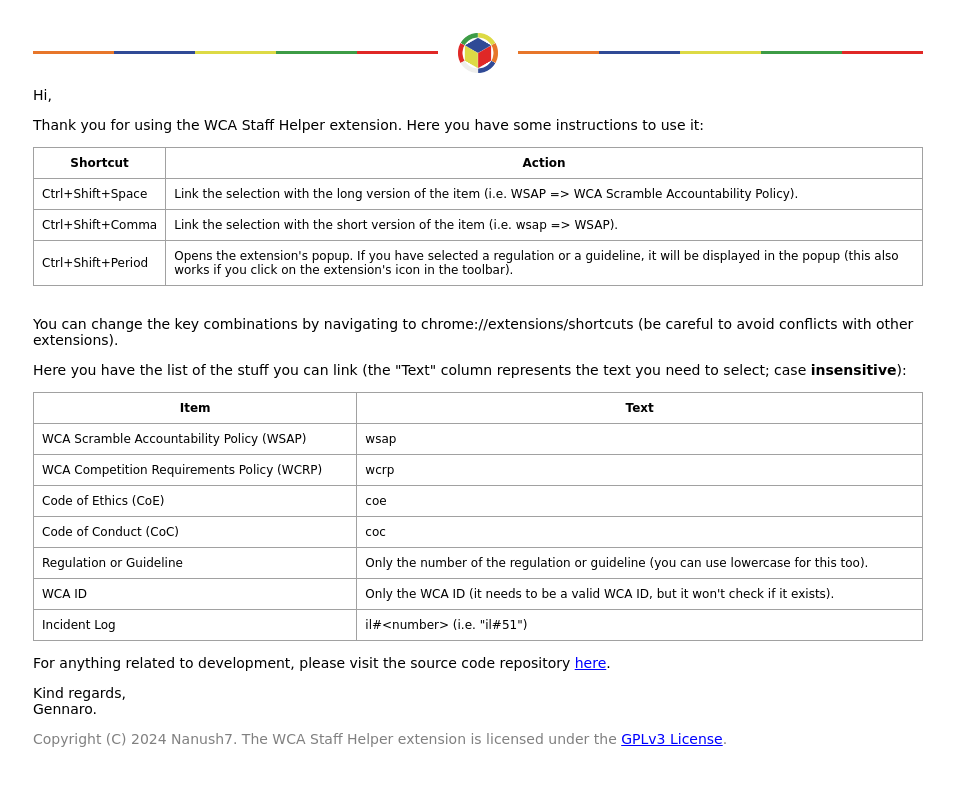 Hi,
Thank you for using the WCA Staff Helper extension. Here you have some instructions to use it:
Shortcut Action
Ctrl+Shift+Space Link the selection with the long version of the item (i.e. WSAP => WCA Scramble Accountability Policy).
Ctrl+Shift+Comma Link the selection with the short version of the item (i.e. wsap => WSAP).
Ctrl+Shift+Period Opens the extension's popup. If you have selected a regulation or a guideline, it will be displayed in the popup (this also
works if you click on the extension's icon in the toolbar).
You can change the key combinations by navigating to chrome://extensions/shortcuts (be careful to avoid conflicts with other
extensions).
Here you have the list of the stuff you can link (the "Text" column represents the text you need to select; case insensitive):
Item Text
WCA Scramble Accountability Policy (WSAP) wsap
WCA Competition Requirements Policy (WCRP) wcrp
Code of Ethics (CoE) coe
Code of Conduct (CoC) coc
Regulation or Guideline Only the number of the regulation or guideline (you can use lowercase for this too).
WCA ID Only the WCA ID (it needs to be a valid WCA ID, but it won't check if it exists).
Incident Log il#<number> (i.e. "il#51")
For anything related to development, please visit the source code repository here.
Kind regards,
Gennaro.
Copyright (C) 2024 Nanush7. The WCA Staff Helper extension is licensed under the GPLv3 License.